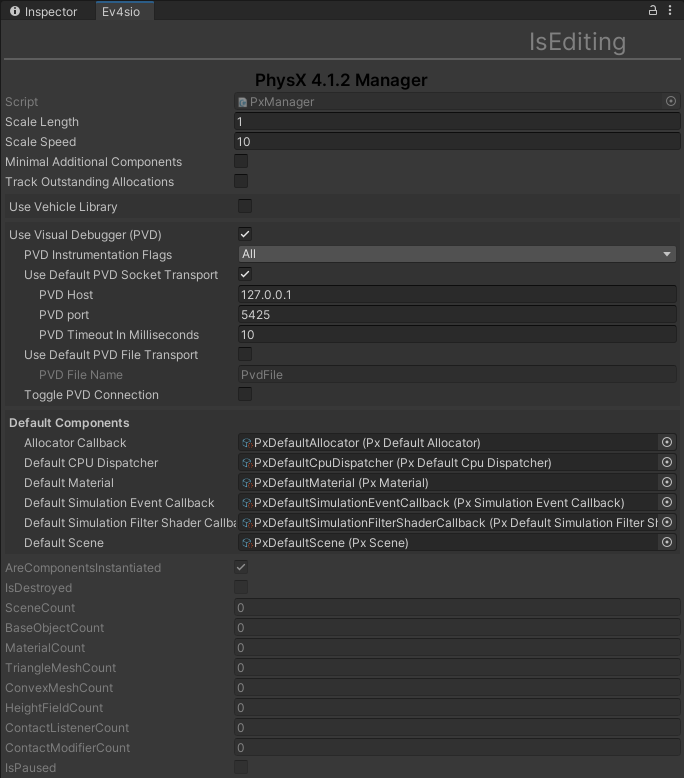 Inspector Ev4sio
IsEditing
PhysX 4.1.2 Manager
Script PxManager
Scale Length 1
Scale Speed 10
Minimal Additional Components
Track Outstanding Allocations
Use Vehicle Library
Use Visual Debugger (PVD)
PVD Instrumentation Flags All
Use Default PVD Socket Transport
PVD Host 127.0.0.1
PVD port 5425
PVD Timeout In Milliseconds 10
Use Default PVD File Transport
PVD File Name PvdFile
Toggle PVD Connection
Default Components
Allocator Callback PxDefaultAllocator (Px Default Allocator)
Default CPU Dispatcher PxDefaultCpuDispatcher (Px Default Cpu Dispatcher)
Default Material PxDefaultMaterial (Px Material)
Default Simulation Event Callback PxDefaultSimulationEventCallback (Px Simulation Event Callback)
Default Simulation Filter Shader Callba PxDefaultSimulationFilterShaderCallback (Px Default Simulation Filter Sh
Default Scene PxDefaultScene (Px Scene)
AreComponentsInstantiated
IsDestroyed
SceneCount 0
BaseObjectCount 0
MaterialCount 0
TriangleMeshCount 0
ConvexMeshCount 0
HeightFieldCount 0
ContactListenerCount 0
ContactModifierCount 0
IsPaused